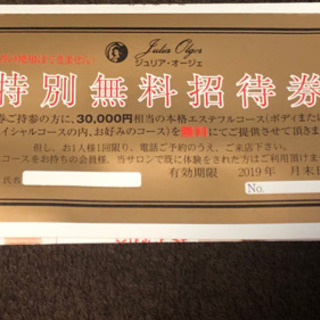 Julia Olger
ジュリア・オージェ
特別無料招待券
券ご持参の方に、30,000円相当の本格エステフルコース(ボディまた
イシャルコースの内、お好みのコース)を無料にてご提供させて頂きま
但し、お1人様1回限り、電話ご予約のうえ、ご来店下さい。
コースをお持ちの会員様、当サロンで既に体験をされた方はご利用頂けませ
有効期限 2019年 月末日
氏名
No.